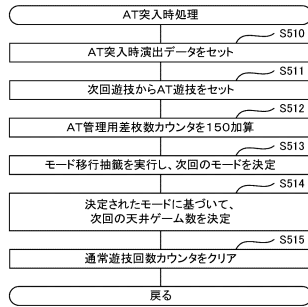 AT突入時処理
S510
AT突入時演出データをセット
S511
次回遊技からAT遊技をセット
S512
AT管理用差枚数カウンタを150加算
S513
モード移行抽籤を実行し、次回のモードを決定
S514
決定されたモードに基づいて、
次回の天井ゲーム数を決定
S515
通常遊技回数カウンタをクリア
戻る